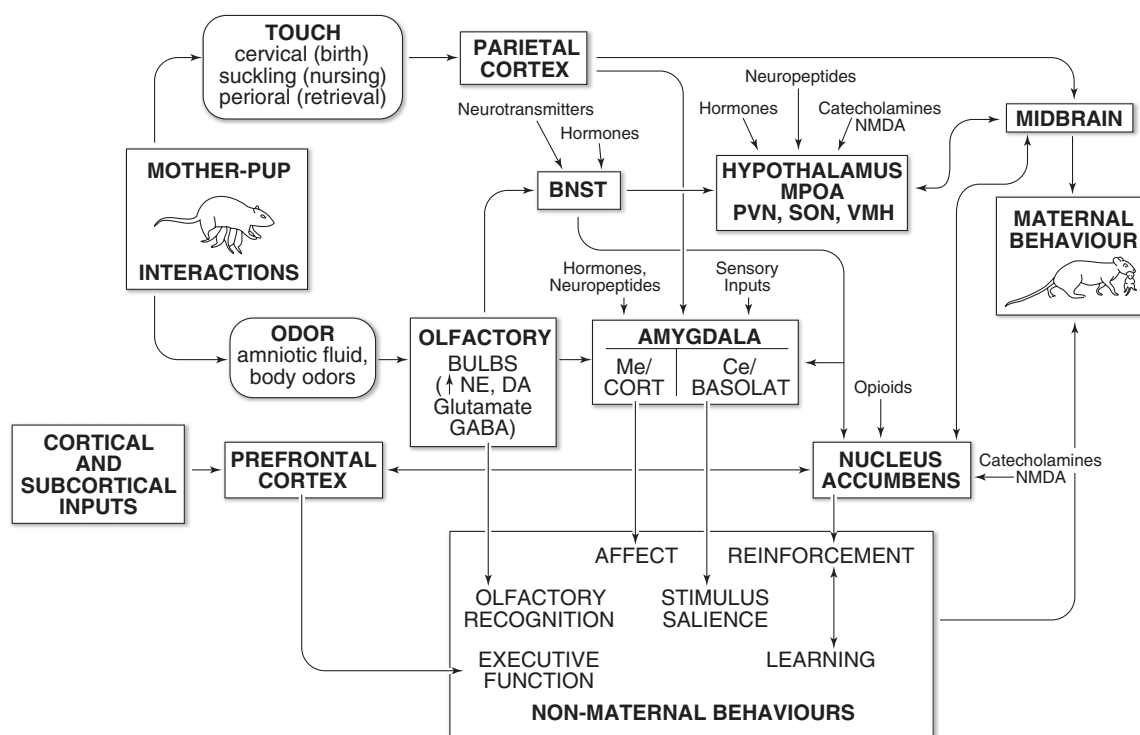 TOUCH
cervical (birth)
suckling (nursing)
perioral (retrieval)
PARIETAL
CORTEX
Neuropeptides
Neurotransmitters
Hormones
Hormones
Catecholamines
NMDA
MIDBRAIN
MOTHER-PUP
INTERACTIONS
BNST
HYPOTHALAMUS
MPOA
PVN, SON, VMH
MATERNAL
BEHAVIOUR
Hormones,
Neuropeptides
Sensory
Inputs
ODOR
amniotic fluid,
body odors
OLFACTORY
BULBS
(↑ NE, DA
Glutamate
GABA)
AMYGDALA
Me/
CORT
Ce/
BASOLAT
Opioids
CORTICAL
AND
SUBCORTICAL
INPUTS
PREFRONTAL
CORTEX
NUCLEUS
ACCUMBENS
Catecholamines
NMDA
AFFECT
REINFORCEMENT
OLFACTORY
RECOGNITION
STIMULUS
SALIENCE
EXECUTIVE
FUNCTION
LEARNING
NON-MATERNAL BEHAVIOURS